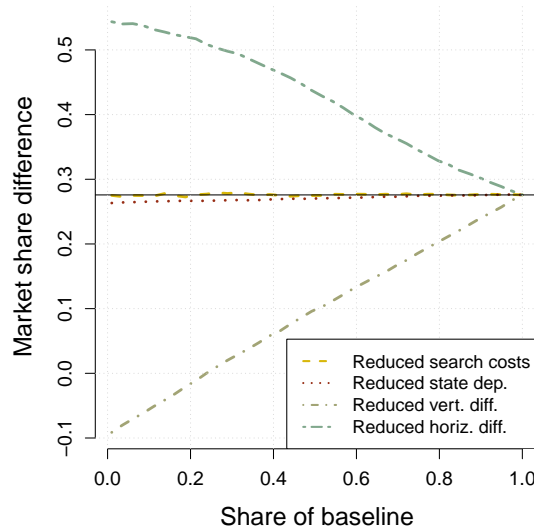 Market share difference
0.5
0.4
0.3
0.2
0.1
0.0
−0.1
Reduced search costs
Reduced state dep.
Reduced vert. diff.
Reduced horiz. diff.
0.0 0.2 0.4 0.6 0.8 1.0
Share of baseline